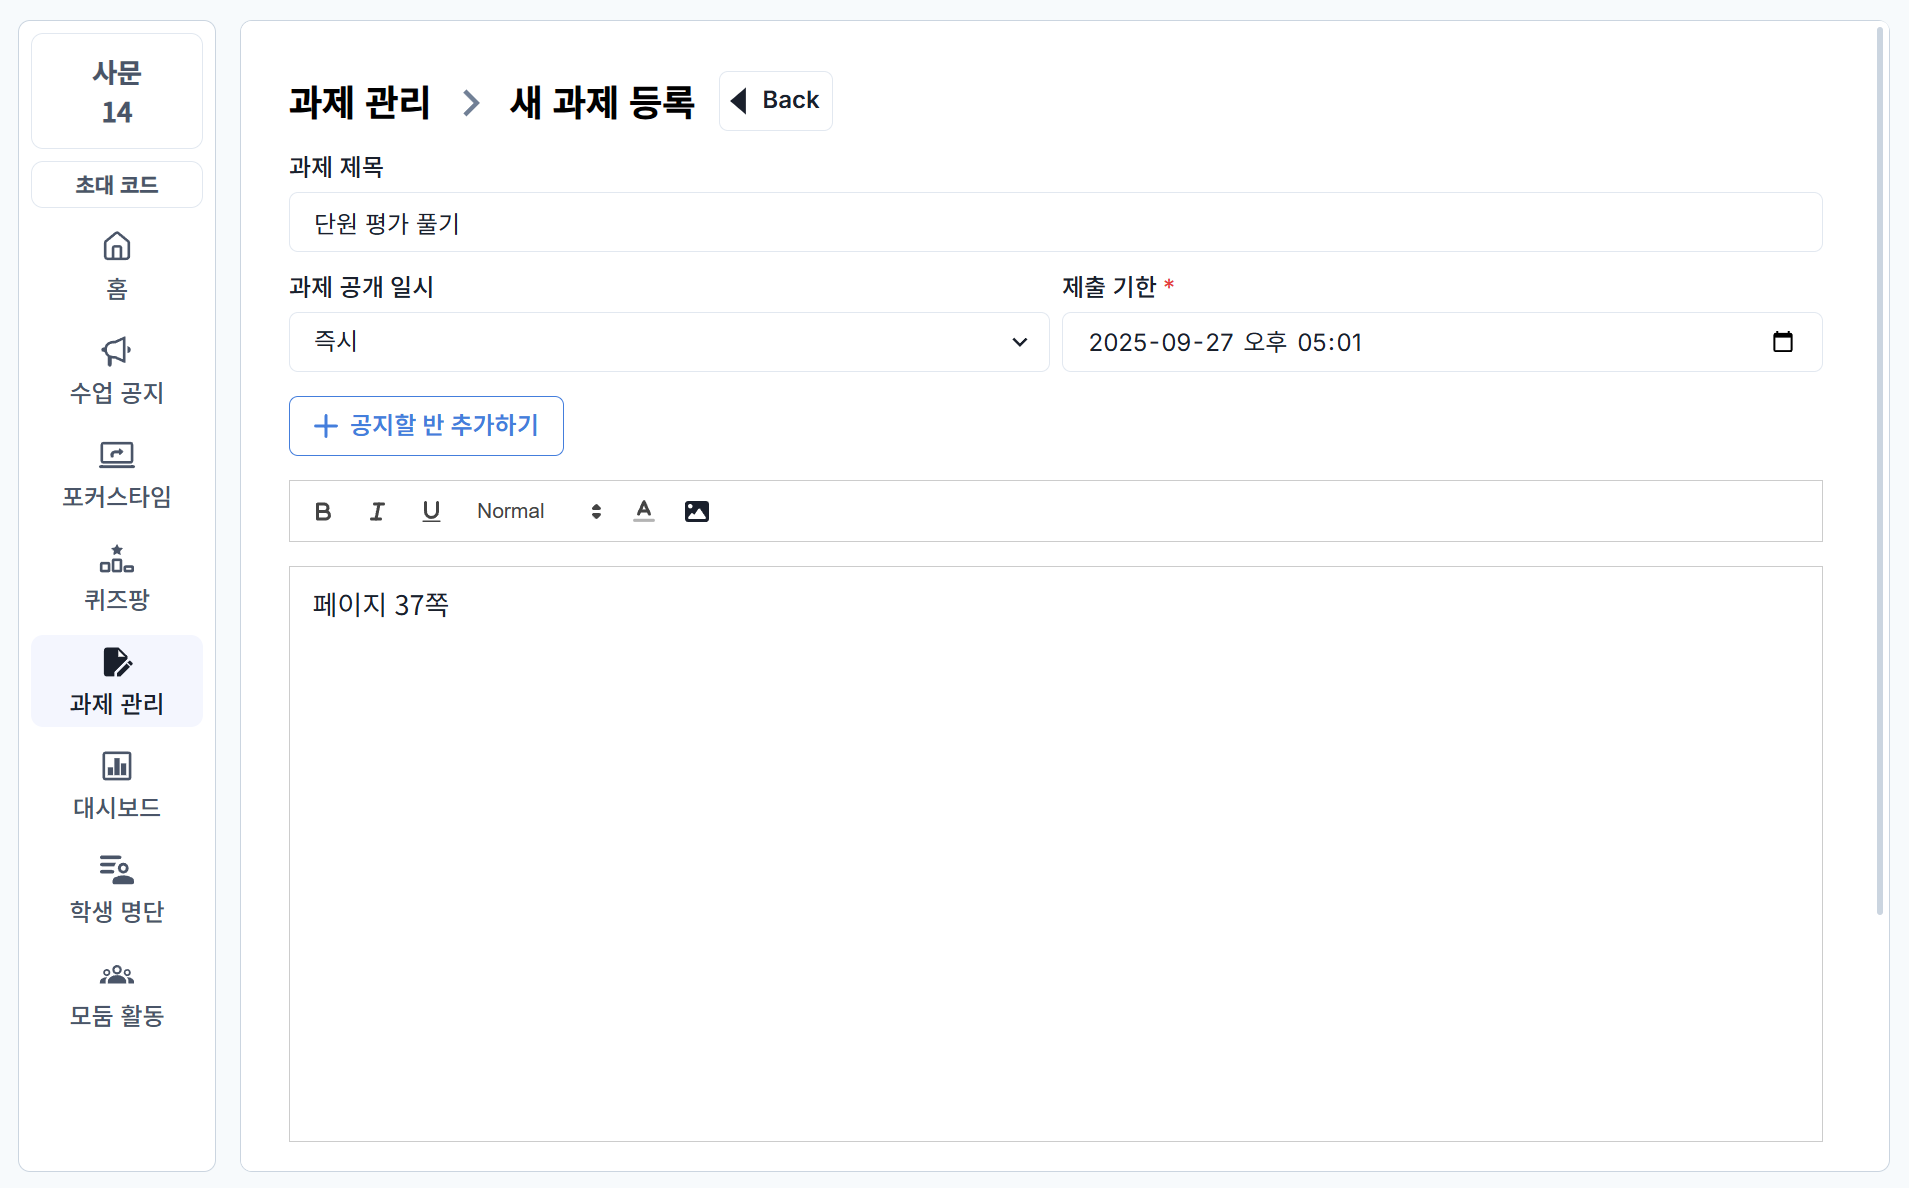 사문
14
초대 코드
홈
수업 공지
포커스타임
퀴즈팡
과제 관리
대시보드
학생 명단
모둠 활동
과제 관리 > 새 과제 등록 Back
과제 제목
단원 평가 풀기
과제 공개 일시
즉시
제출 기한 *
2025-09-27 오후 05:01
+ 공지할 반 추가하기
B I U Normal A
페이지 37쪽